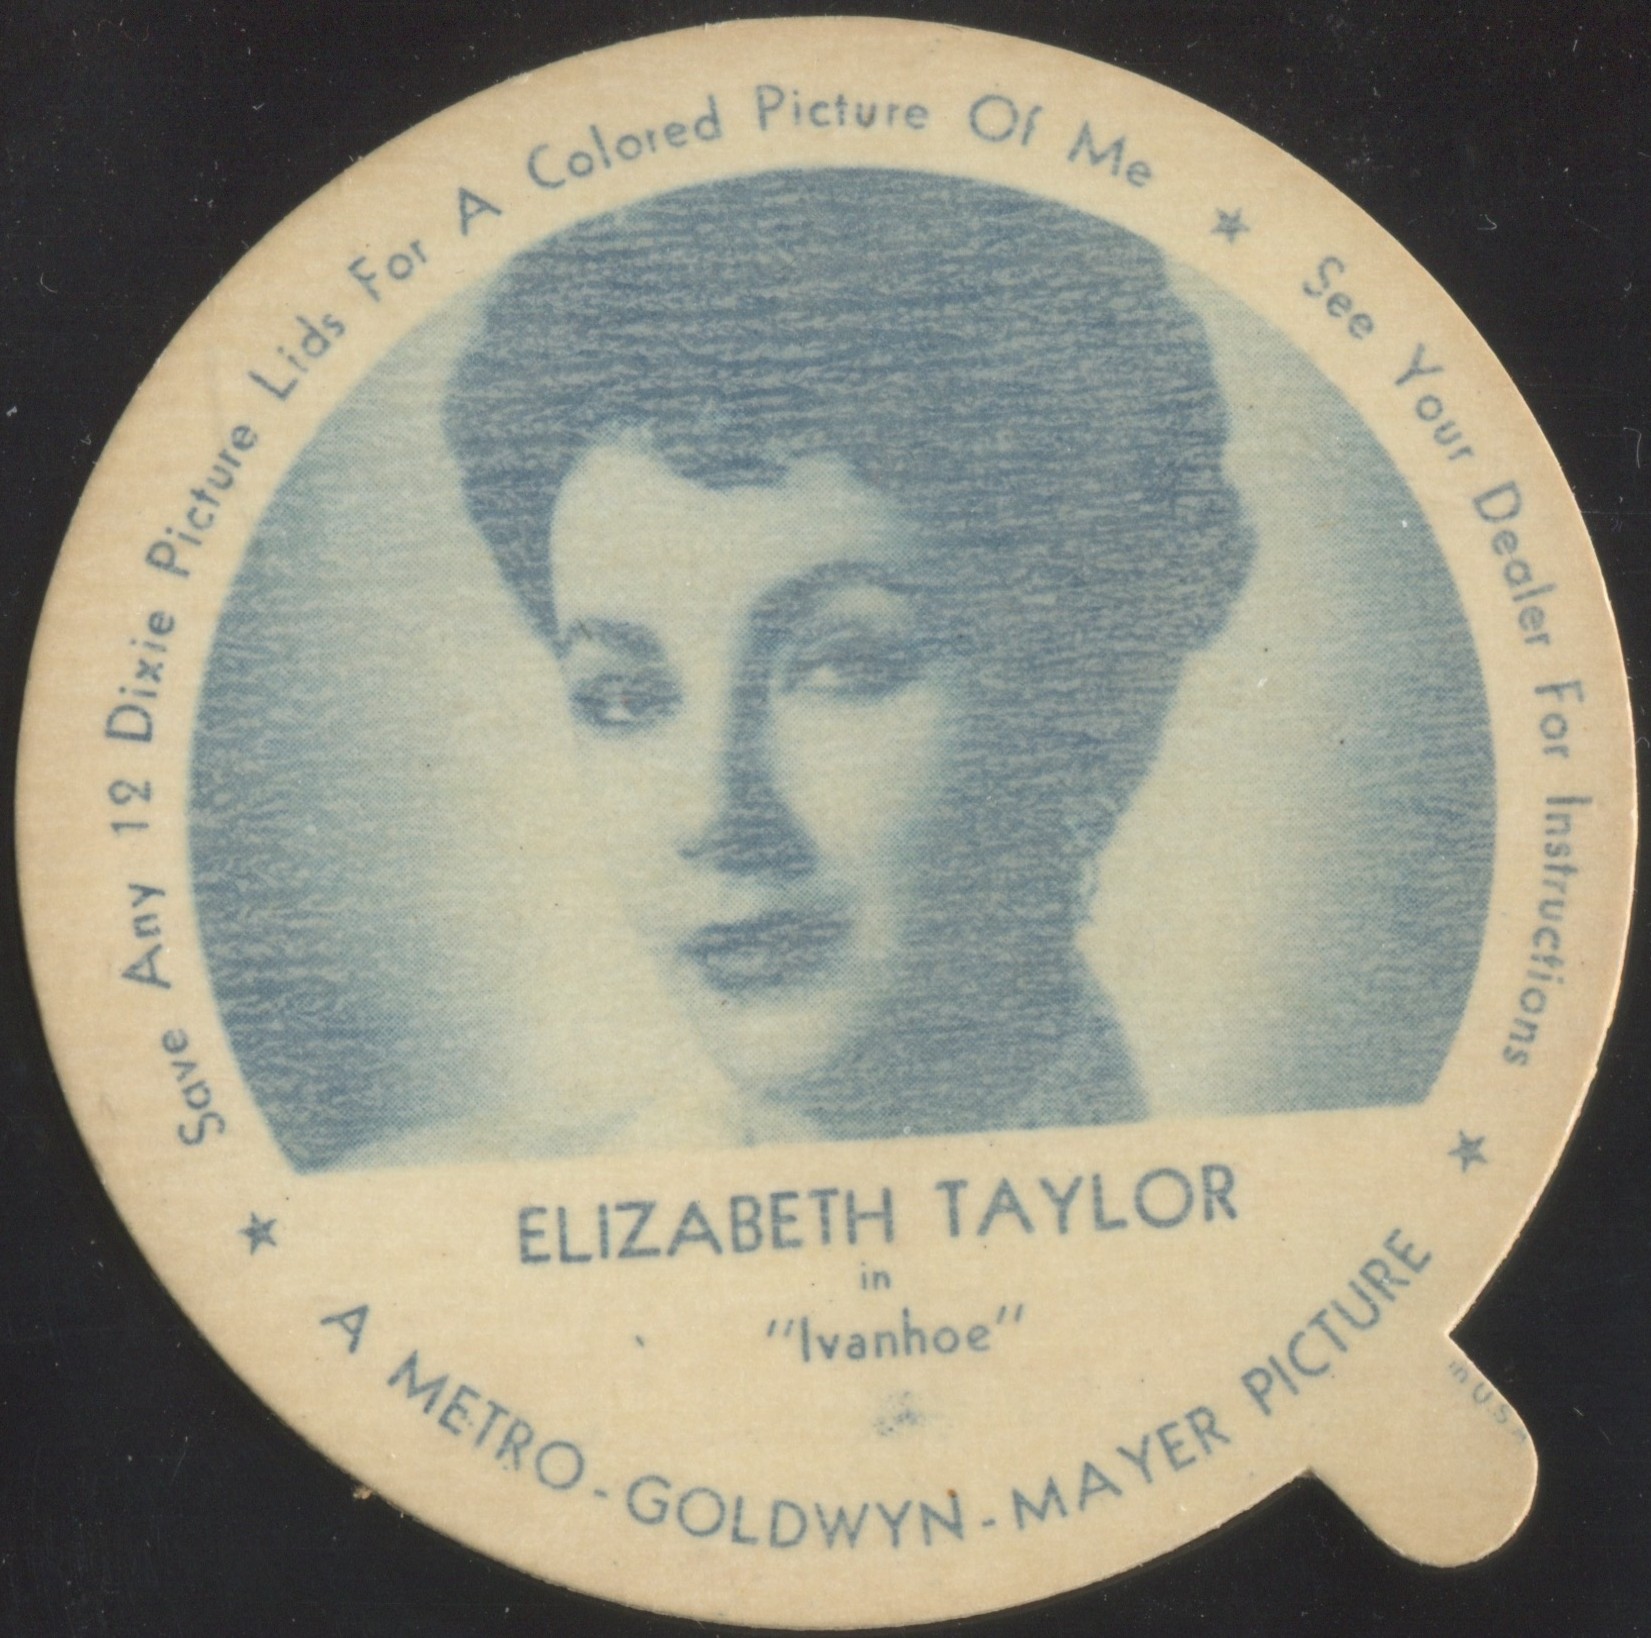 Save Any 12 Dixie Picture Lids For A Colored Picture Of Me ★ See Your Dealer For Instructions
ELIZABETH TAYLOR
in
"Ivanhoe"
A METRO-GOLDWYN-MAYER PICTURE
in U.S.A